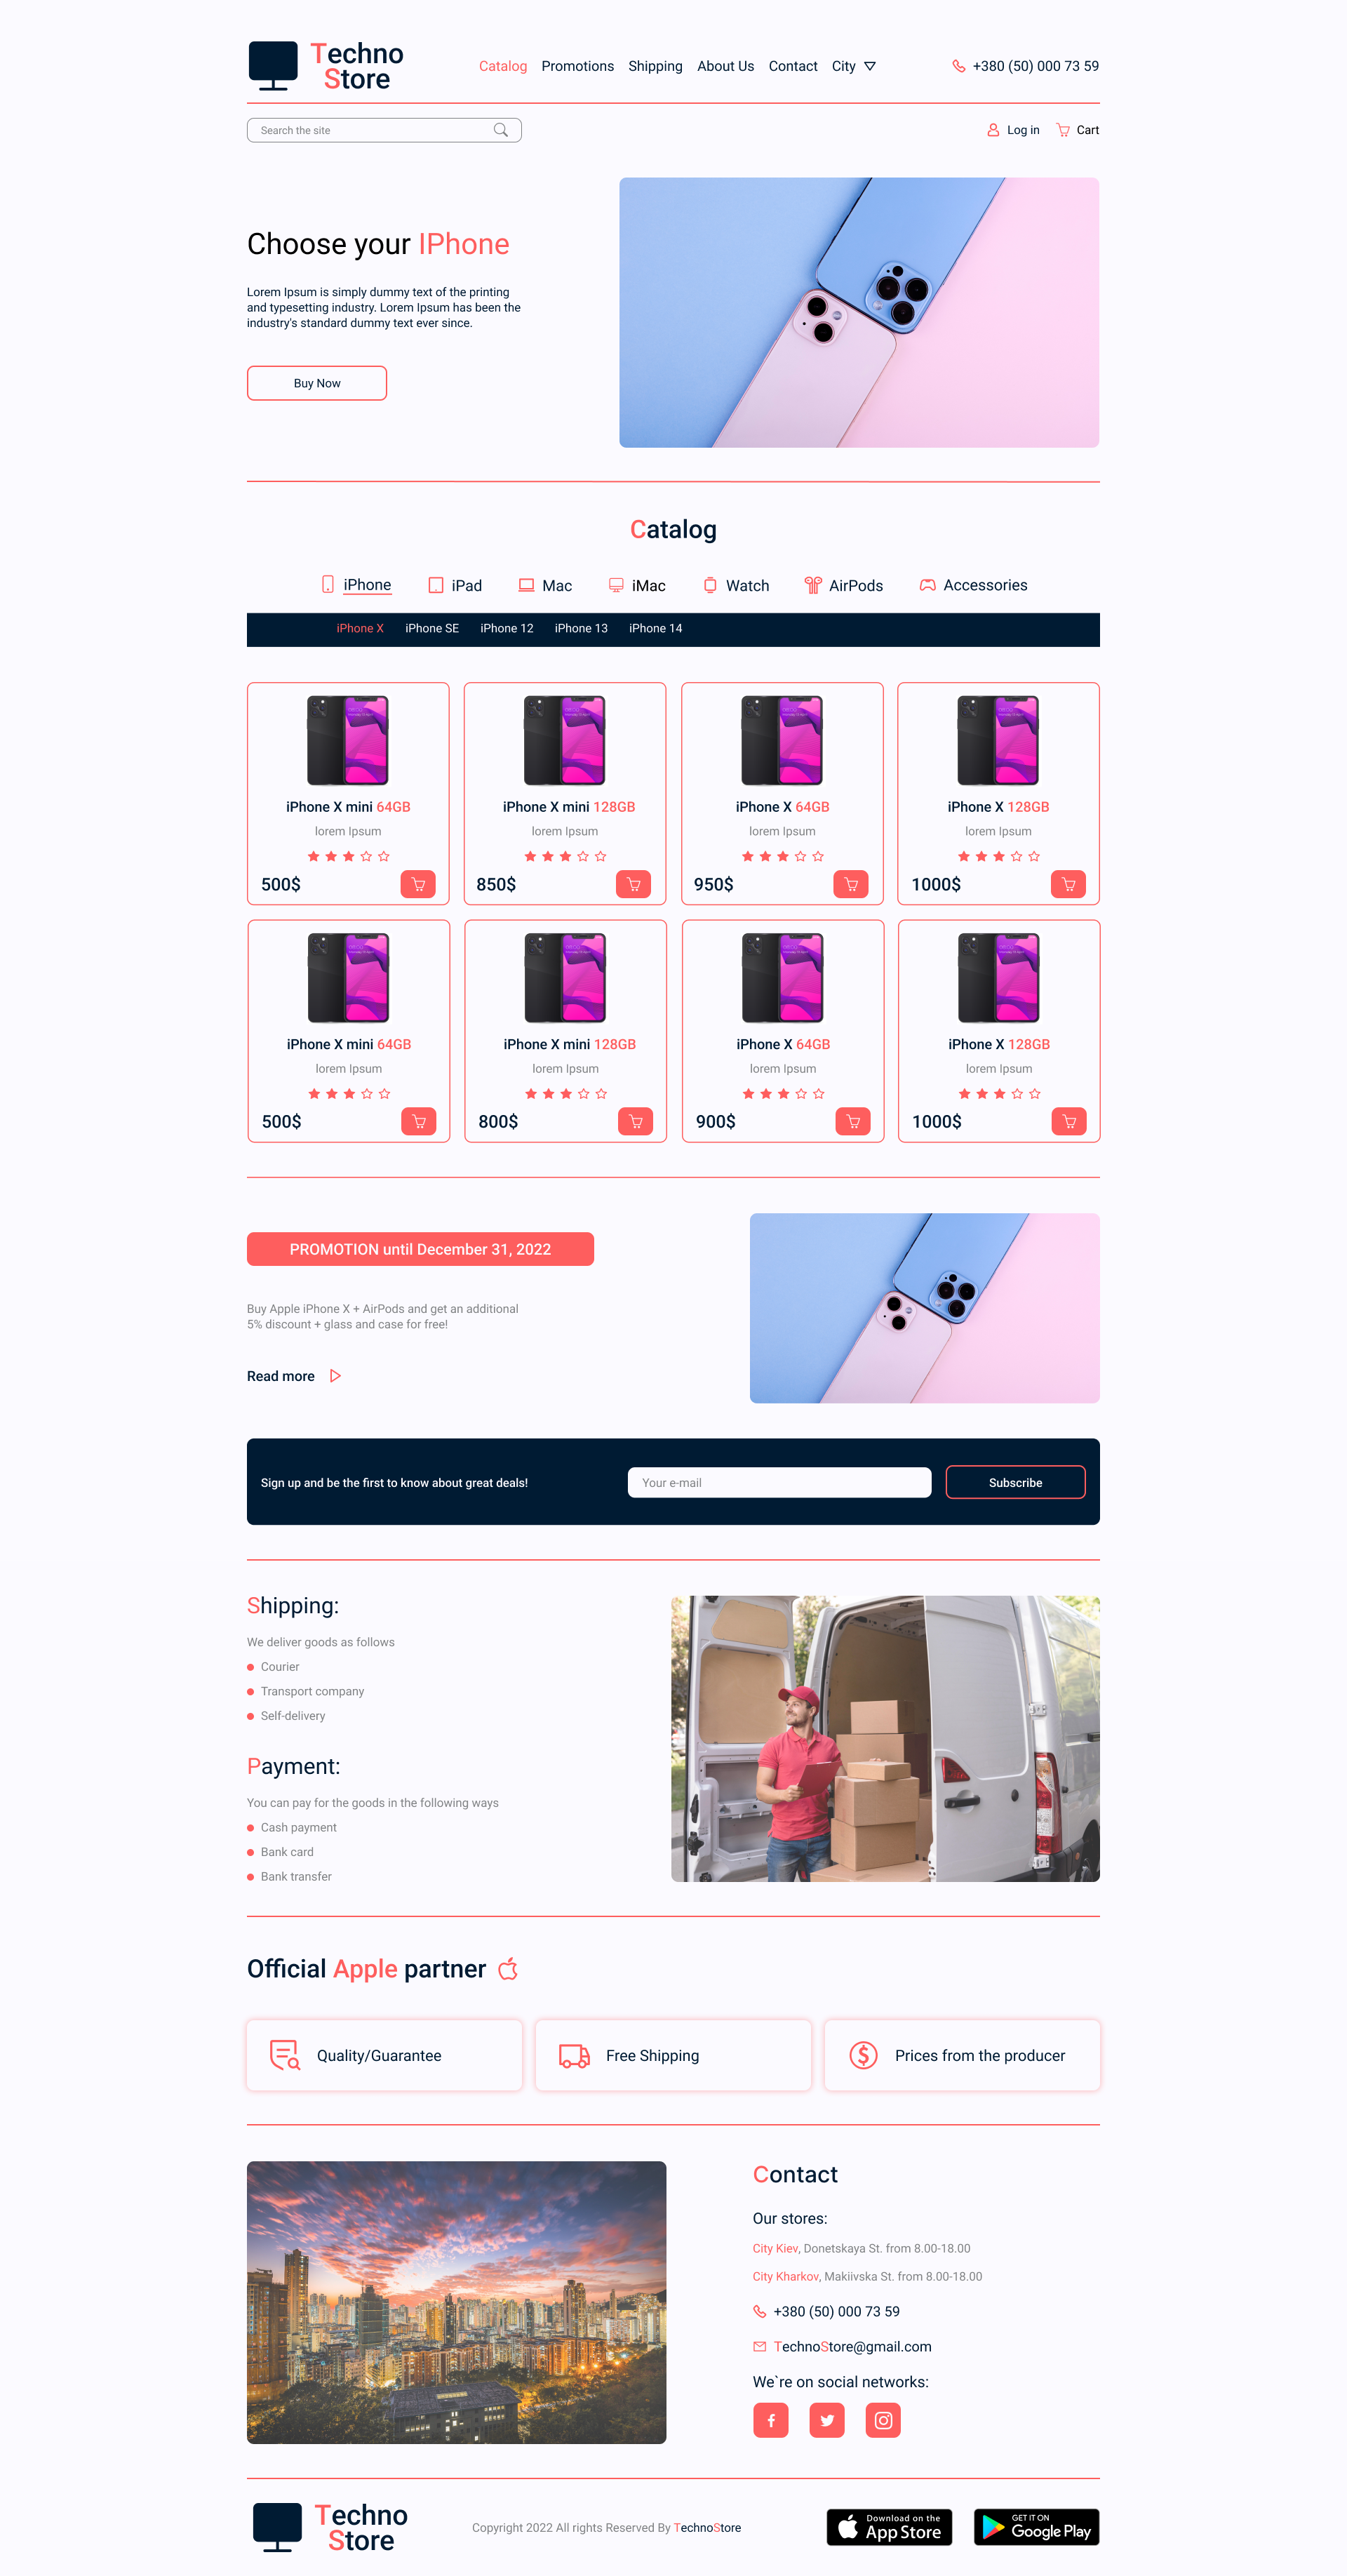 Techno
Store
Catalog Promotions Shipping About Us Contact City
+380 (50) 000 73 59
Search the site
Log in Cart
Choose your IPhone
Lorem Ipsum is simply dummy text of the printing
and typesetting industry. Lorem Ipsum has been the
industry's standard dummy text ever since.
Buy Now
Catalog
iPhone iPad Mac iMac Watch AirPods Accessories
iPhone X iPhone SE iPhone 12 iPhone 13 iPhone 14
iPhone X mini 64GB
lorem Ipsum
500$
iPhone X mini 128GB
lorem Ipsum
850$
iPhone X 64GB
lorem Ipsum
950$
iPhone X 128GB
lorem Ipsum
1000$
iPhone X mini 64GB
lorem Ipsum
500$
iPhone X mini 128GB
lorem Ipsum
800$
iPhone X 64GB
lorem Ipsum
900$
iPhone X 128GB
lorem Ipsum
1000$
PROMOTION until December 31, 2022
Buy Apple iPhone X + AirPods and get an additional
5% discount + glass and case for free!
Read more
Sign up and be the first to know about great deals!
Your e-mail
Subscribe
Shipping:
We deliver goods as follows
Courier
Transport company
Self-delivery
Payment:
You can pay for the goods in the following ways
Cash payment
Bank card
Bank transfer
Official Apple partner
Quality/Guarantee
Free Shipping
Prices from the producer
Contact
Our stores:
City Kiev, Donetskaya St. from 8.00-18.00
City Kharkov, Makiivska St. from 8.00-18.00
+380 (50) 000 73 59
TechnoStore@gmail.com
We`re on social networks:
Techno
Store
Copyright 2022 All rights Reserved By TechnoStore
Download on the
App Store
GET IT ON
Google Play